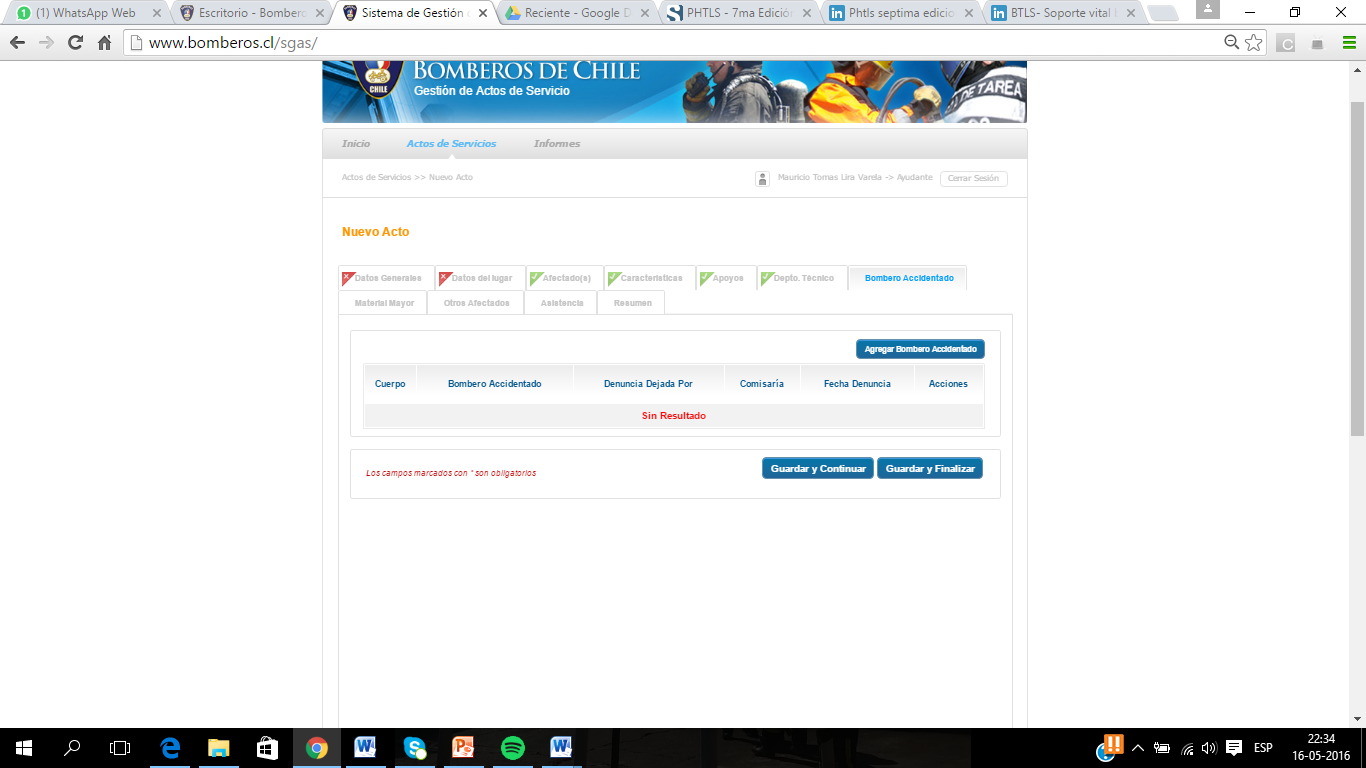 (1) WhatsApp Web
Escritorio - Bombero
Sistema de Gestión
Reciente - Google D
PHTLS - 7ma Edició
Phtls septima edicio
BTLS- Soporte vital
www.bomberos.cl/sgas/
CHILE
BOMBEROS DE CHILE
Gestión de Actos de Servicio
DE TAREA
Inicio
Actos de Servicios
Informes
Actos de Servicios >> Nuevo Acto
Mauricio Tomas Lira Varela -> Ayudante
Cerrar Sesión
Nuevo Acto
Datos Generales
Datos del lugar
Afectado(s)
Características
Apoyos
Depto. Técnico
Bombero Accidentado
Material Mayor
Otros Afectados
Asistencia
Resumen
Agregar Bombero Accidentado
Cuerpo
Bombero Accidentado
Denuncia Dejada Por
Comisaría
Fecha Denuncia
Acciones
Sin Resultado
Los campos marcados con * son obligatorios
Guardar y Continuar
Guardar y Finalizar
ESP
22:34
16-05-2016